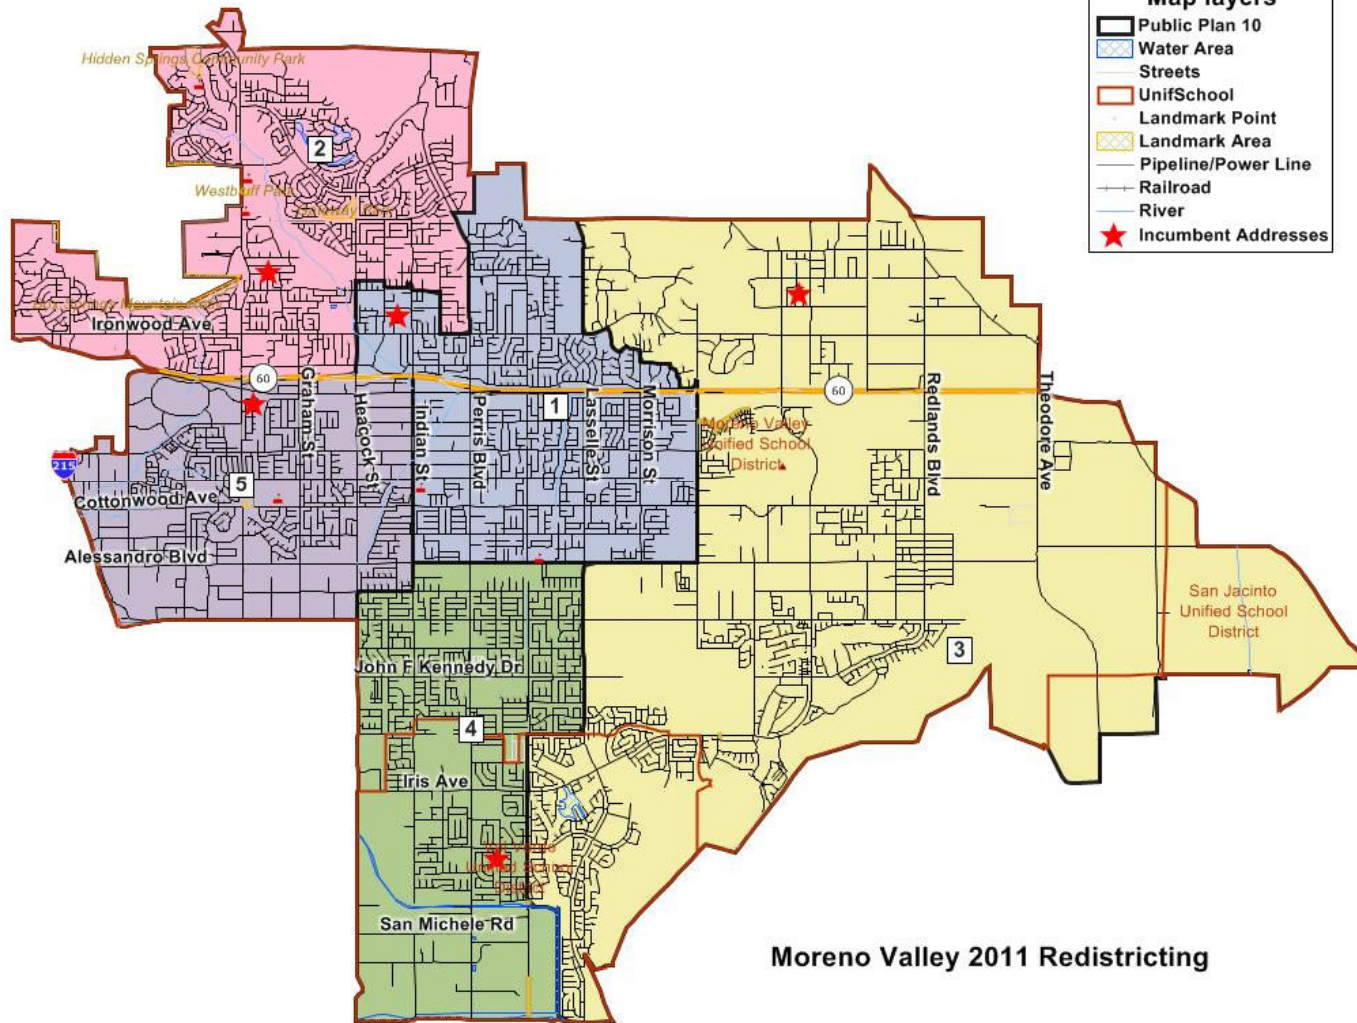 Map layers
Public Plan 10
Water Area
Streets
UnifSchool
Landmark Point
Landmark Area
Pipeline/Power Line
Railroad
River
Incumbent Addresses
Hidden Springs Community Park
2
Westbluff Park
Ironwood Ave
60
Graham St
Heacock St
Indian St
Perris Blvd
1
Lasselle St
Morrison St
60
Redlands Blvd
Theodore Ave
Moreno Valley
Unified School
District
215
5
Cottonwood Ave
Alessandro Blvd
San Jacinto
Unified School
District
3
John F Kennedy Dr
4
Iris Ave
Unified School
District
San Michele Rd
Moreno Valley 2011 Redistricting